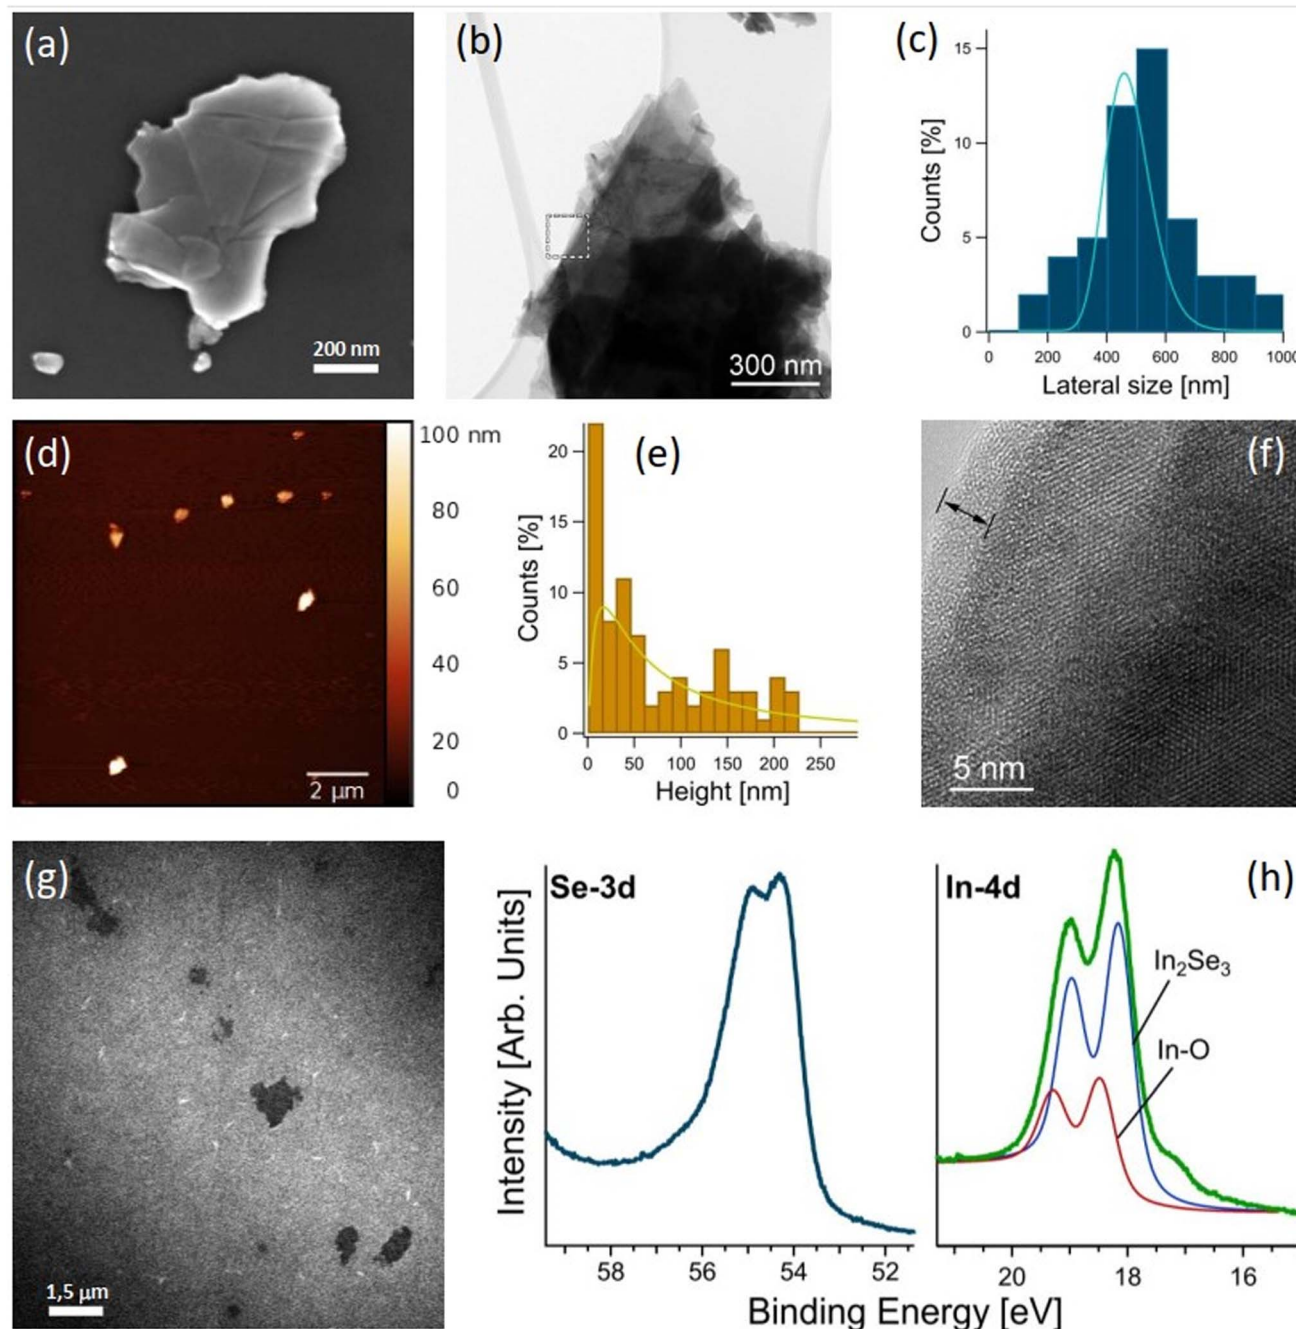 (a)
200 nm
(b)
300 nm
(c)
15
10
5
0
Counts [%]
0 200 400 600 800 1000
Lateral size [nm]
(d)
100 nm
80
60
40
20
0
2 µm
(e)
20
15
10
5
0
Counts [%]
0 50 100 150 200 250
Height [nm]
(f)
5 nm
(g)
1,5 µm
Se-3d
Intensity [Arb. Units]
58 56 54 52
In-4d
(h)
In₂Se₃
In-O
20 18 16
Binding Energy [eV]